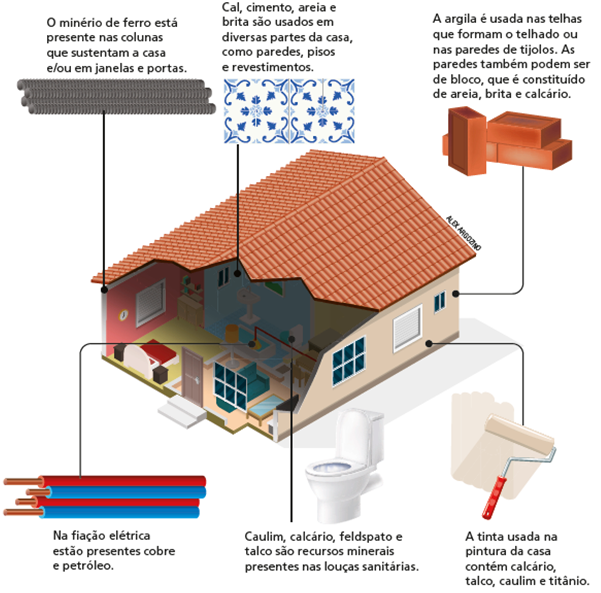 O minério de ferro está
presente nas colunas
que sustentam a casa
e/ou em janelas e portas.
Cal, cimento, areia e
brita são usados em
diversas partes da casa,
como paredes, pisos
e revestimentos.
A argila é usada nas telhas
que formam o telhado ou
nas paredes de tijolos. As
paredes também podem ser
de bloco, que é constituído
de areia, brita e calcário.
ALEX ARGOZINO
Na fiação elétrica
estão presentes cobre
e petróleo.
Caulim, calcário, feldspato e
talco são recursos minerais
presentes nas louças sanitárias.
A tinta usada na
pintura da casa
contém calcário,
talco, caulim e titânio.